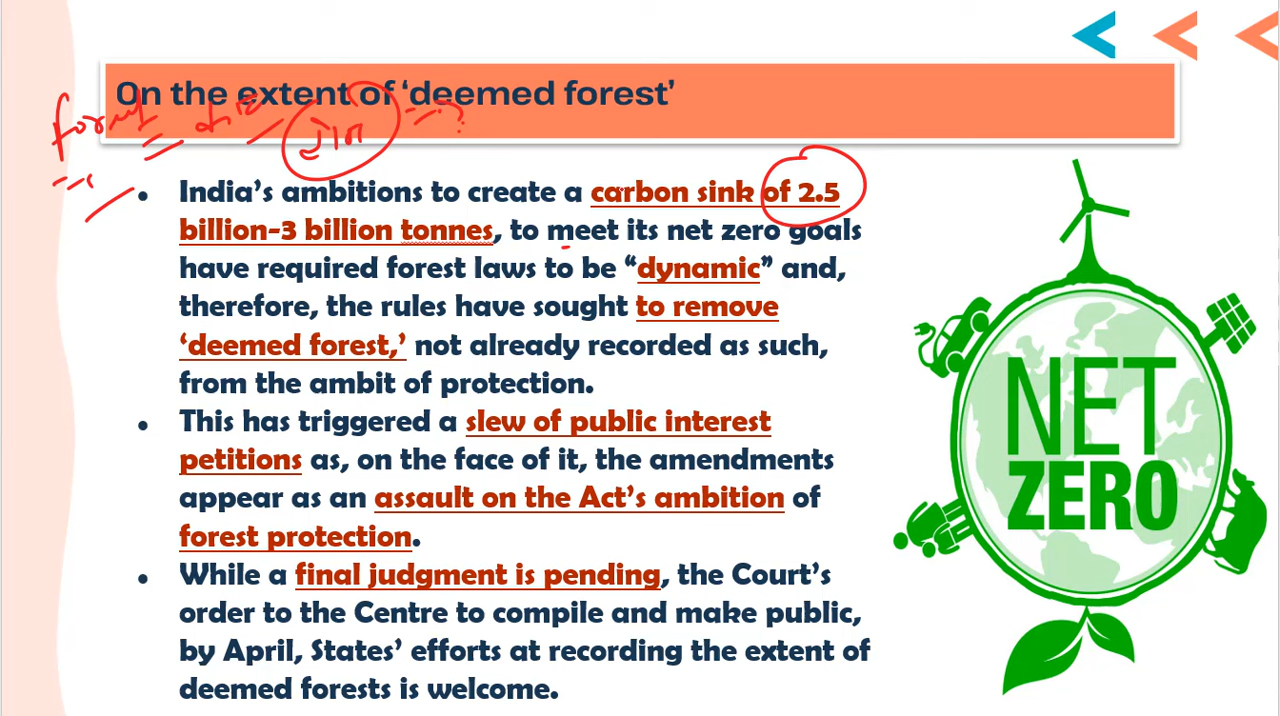 On the extent of ‘deemed forest’
forest
• India’s ambitions to create a carbon sink of 2.5
billion-3 billion tonnes, to meet its net zero goals
have required forest laws to be “dynamic” and,
therefore, the rules have sought to remove
‘deemed forest,’ not already recorded as such,
from the ambit of protection.
• This has triggered a slew of public interest
petitions as, on the face of it, the amendments
appear as an assault on the Act’s ambition of
forest protection.
• While a final judgment is pending, the Court’s
order to the Centre to compile and make public,
by April, States’ efforts at recording the extent of
deemed forests is welcome.
NET
ZERO